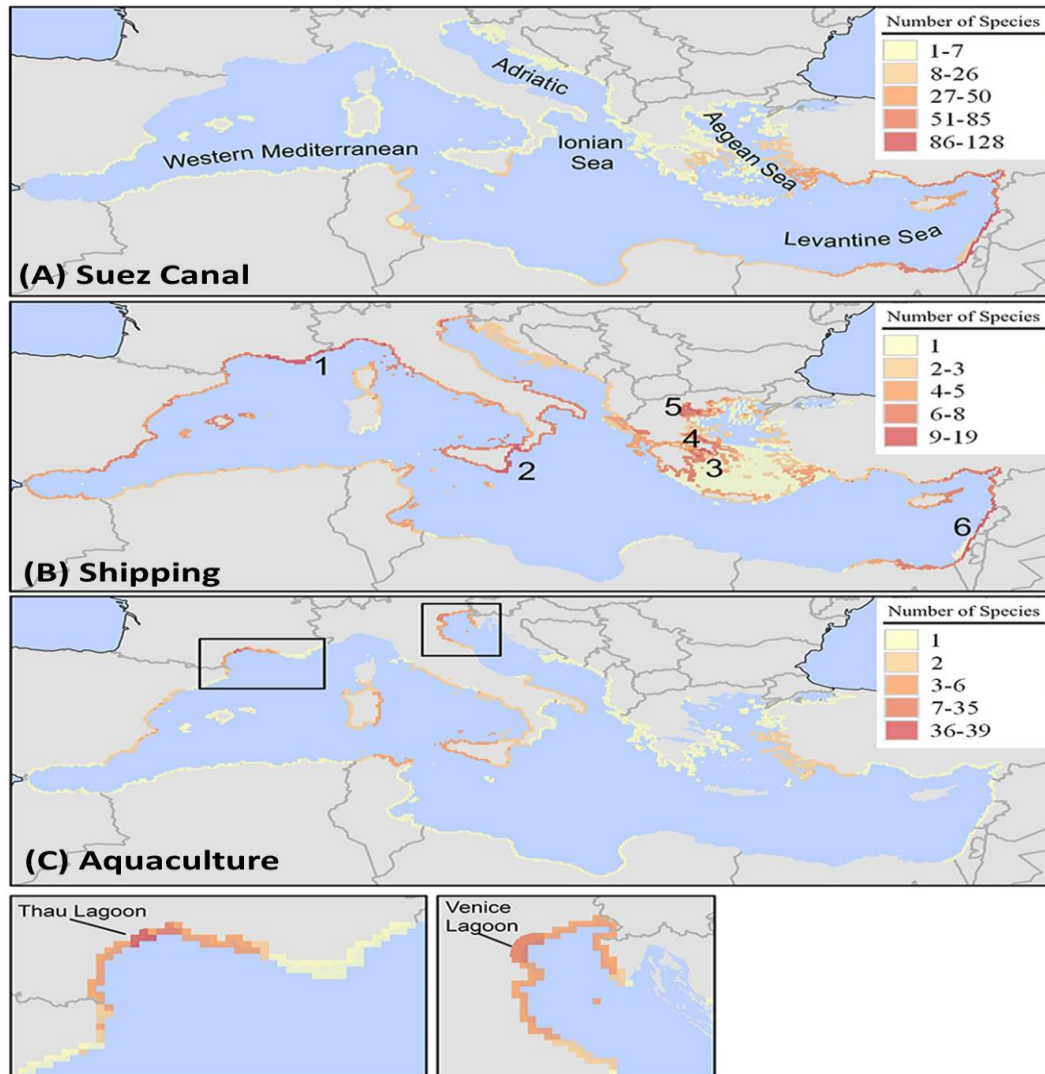 Number of Species
1-7
8-26
27-50
51-85
86-128
Adriatic
Western Mediterranean
Ionian
Sea
Aegean Sea
Levantine Sea
(A) Suez Canal
Number of Species
1
2-3
4-5
6-8
9-19
1
2
3
4
5
6
(B) Shipping
Number of Species
1
2
3-6
7-35
36-39
(C) Aquaculture
Thau Lagoon
Venice
Lagoon